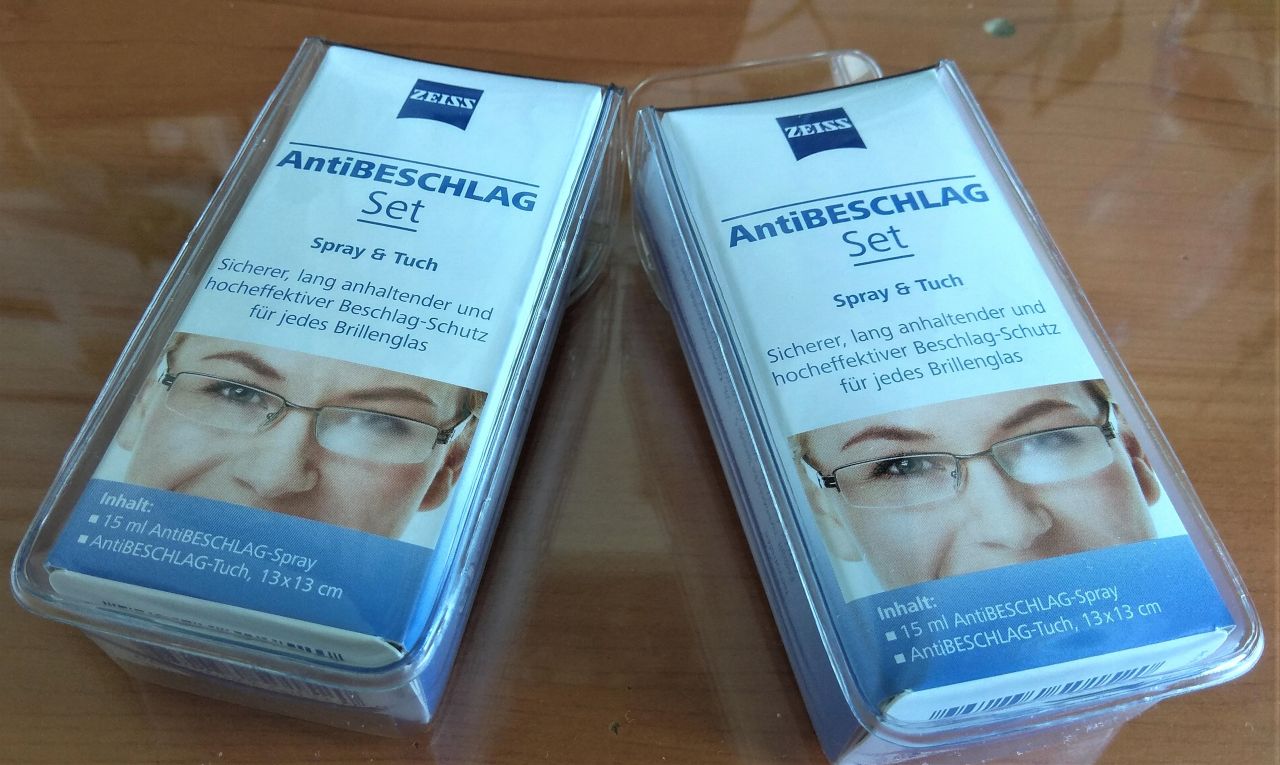 ZEISS
AntiBESCHLAG
Set
Spray & Tuch
Sicherer, lang anhaltender und
hocheffektiver Beschlag-Schutz
für jedes Brillenglas
Inhalt:
▪ 15 ml AntiBESCHLAG-Spray
▪ AntiBESCHLAG-Tuch, 13x13 cm
ZEISS
AntiBESCHLAG
Set
Spray & Tuch
Sicherer, lang anhaltender und
hocheffektiver Beschlag-Schutz
für jedes Brillenglas
Inhalt:
▪ 15 ml AntiBESCHLAG-Spray
▪ AntiBESCHLAG-Tuch, 13x13 cm